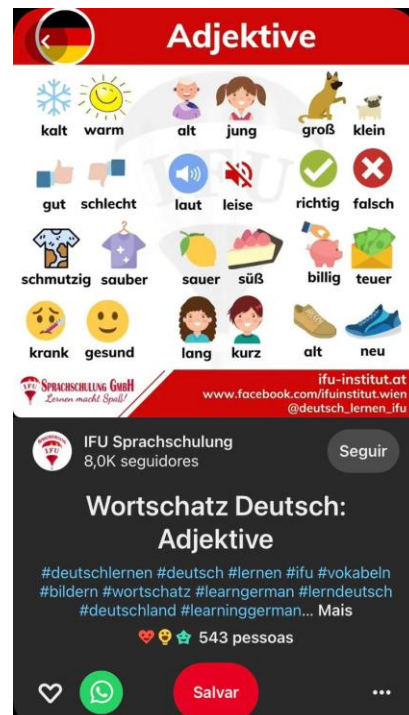 Adjektive
kalt warm alt jung groß klein
gut schlecht laut leise richtig falsch
schmutzig sauber sauer süß billig teuer
krank gesund lang kurz alt neu
IFU
SPRACHSCHULUNG GMBH
Lernen macht Spaß!
ifu-institut.at
www.facebook.com/ifuinstitut.wien
@deutsch_lernen_ifu
IFU
IFU Sprachschulung
8,0K seguidores
Seguir
Wortschatz Deutsch:
Adjektive
#deutschlernen #deutsch #lernen #ifu #vokabeln
#bildern #wortschatz #learngerman #lerndeutsch
#deutschland #learninggerman... Mais
543 pessoas
Salvar